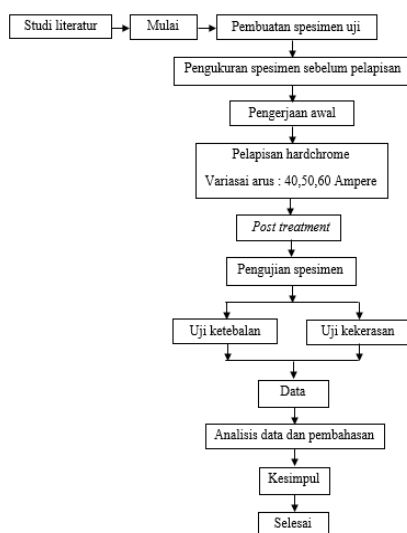 Studi literatur
Mulai
Pembuatan spesimen uji
Pengukuran spesimen sebelum pelapisan
Pengerjaan awal
Pelapisan hardchrome
Variasai arus : 40,50,60 Ampere
Post treatment
Pengujian spesimen
Uji ketebalan
Uji kekerasan
Data
Analisis data dan pembahasan
Kesimpul
Selesai